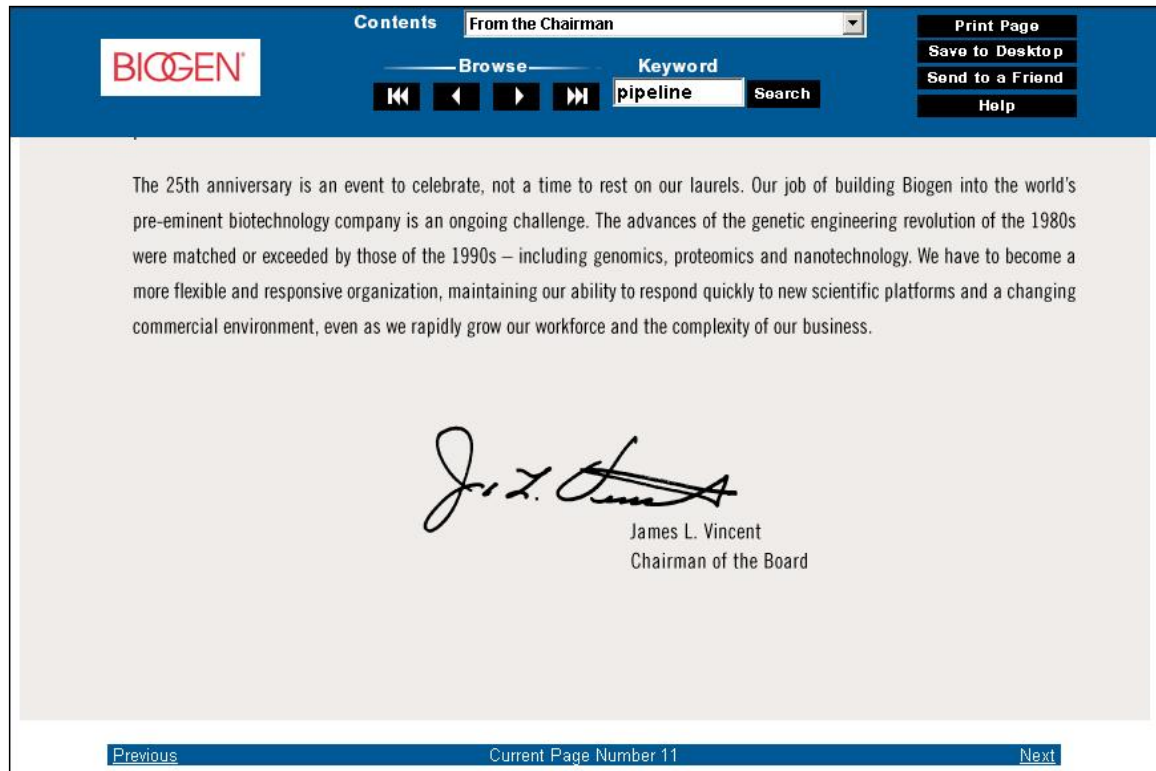 Contents From the Chairman
Print Page
BIOGEN®
Browse Keyword
Save to Desktop
pipeline Search
Send to a Friend
Help
The 25th anniversary is an event to celebrate, not a time to rest on our laurels. Our job of building Biogen into the world's
pre-eminent biotechnology company is an ongoing challenge. The advances of the genetic engineering revolution of the 1980s
were matched or exceeded by those of the 1990s – including genomics, proteomics and nanotechnology. We have to become a
more flexible and responsive organization, maintaining our ability to respond quickly to new scientific platforms and a changing
commercial environment, even as we rapidly grow our workforce and the complexity of our business.
James L. Vincent
Chairman of the Board
Previous Current Page Number 11 Next